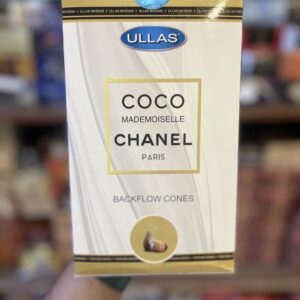 ULLAS
COCO
MADEMOISELLE
CHANEL
PARIS
BACKFLOW CONES